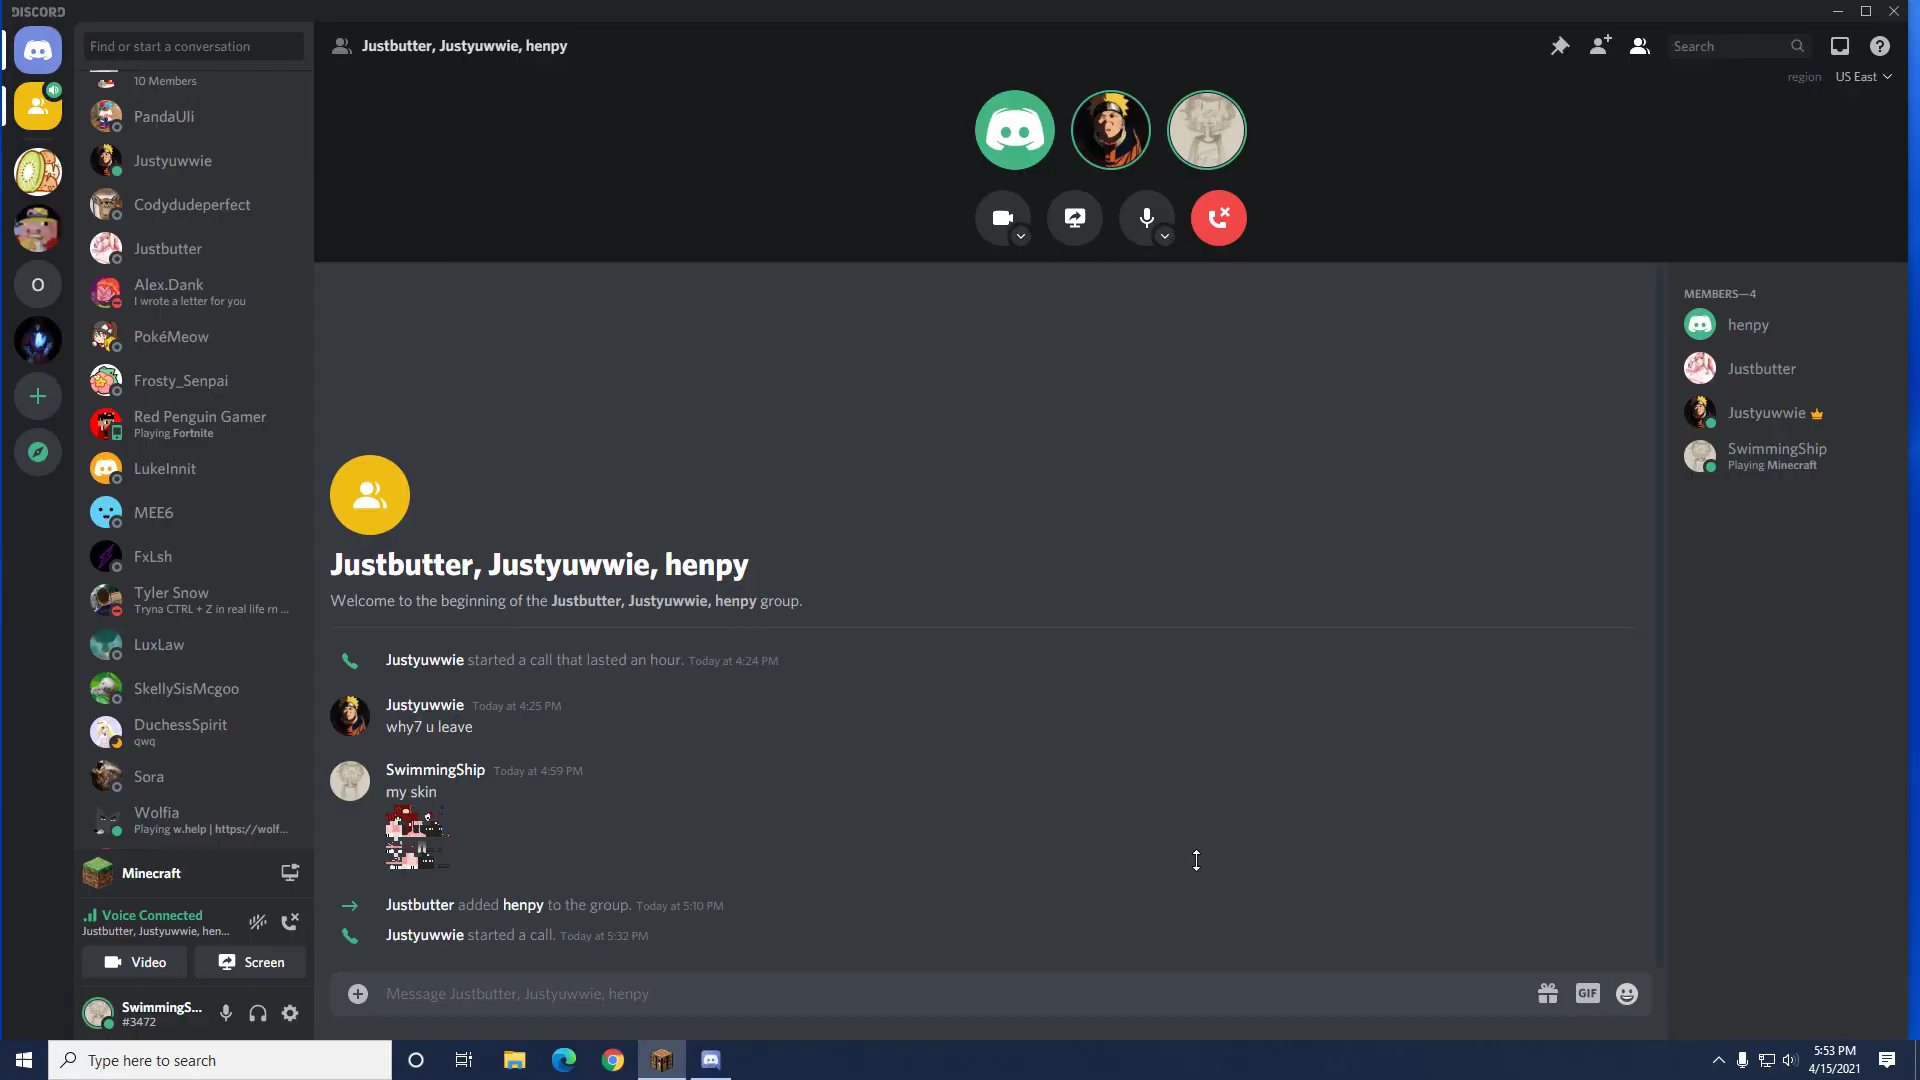 DISCORD
Find or start a conversation
10 Members
PandaUli
Justyuwwie
Codydudeperfect
Justbutter
Alex.Dank
I wrote a letter for you
PokéMeow
Frosty_Senpai
Red Penguin Gamer
Playing Fortnite
LukeInnit
MEE6
FxLsh
Tyler Snow
Tryna CTRL + Z in real life rn ...
LuxLaw
SkellySisMcgoo
DuchessSpirit
qwq
Sora
Wolfia
Playing w.help | https://wolf...
Minecraft
Voice Connected
Justbutter, Justyuwwie, hen...
Video
Screen
SwimmingS...
#3472
O
Justbutter, Justyuwwie, henpy
Search
region
US East
Justbutter, Justyuwwie, henpy
Welcome to the beginning of the Justbutter, Justyuwwie, henpy group.
Justyuwwie started a call that lasted an hour. Today at 4:24 PM
Justyuwwie Today at 4:25 PM
why7 u leave
SwimmingShip Today at 4:59 PM
my skin
Justbutter added henpy to the group. Today at 5:10 PM
Justyuwwie started a call. Today at 5:32 PM
Message Justbutter, Justyuwwie, henpy
GIF
MEMBERS—4
henpy
Justbutter
Justyuwwie
SwimmingShip
Playing Minecraft
Type here to search
5:53 PM
4/15/2021